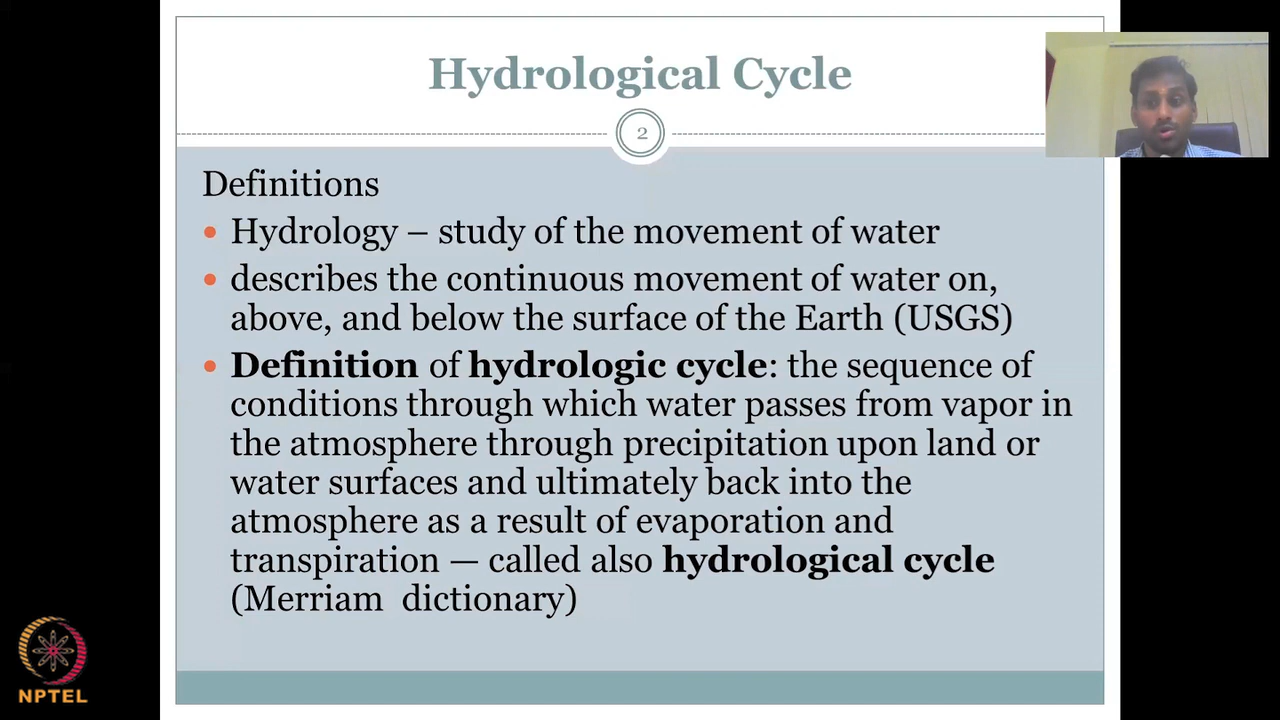 Hydrological Cycle
2
Definitions
• Hydrology – study of the movement of water
• describes the continuous movement of water on,
above, and below the surface of the Earth (USGS)
• Definition of hydrologic cycle: the sequence of
conditions through which water passes from vapor in
the atmosphere through precipitation upon land or
water surfaces and ultimately back into the
atmosphere as a result of evaporation and
transpiration — called also hydrological cycle
(Merriam dictionary)
NPTEL